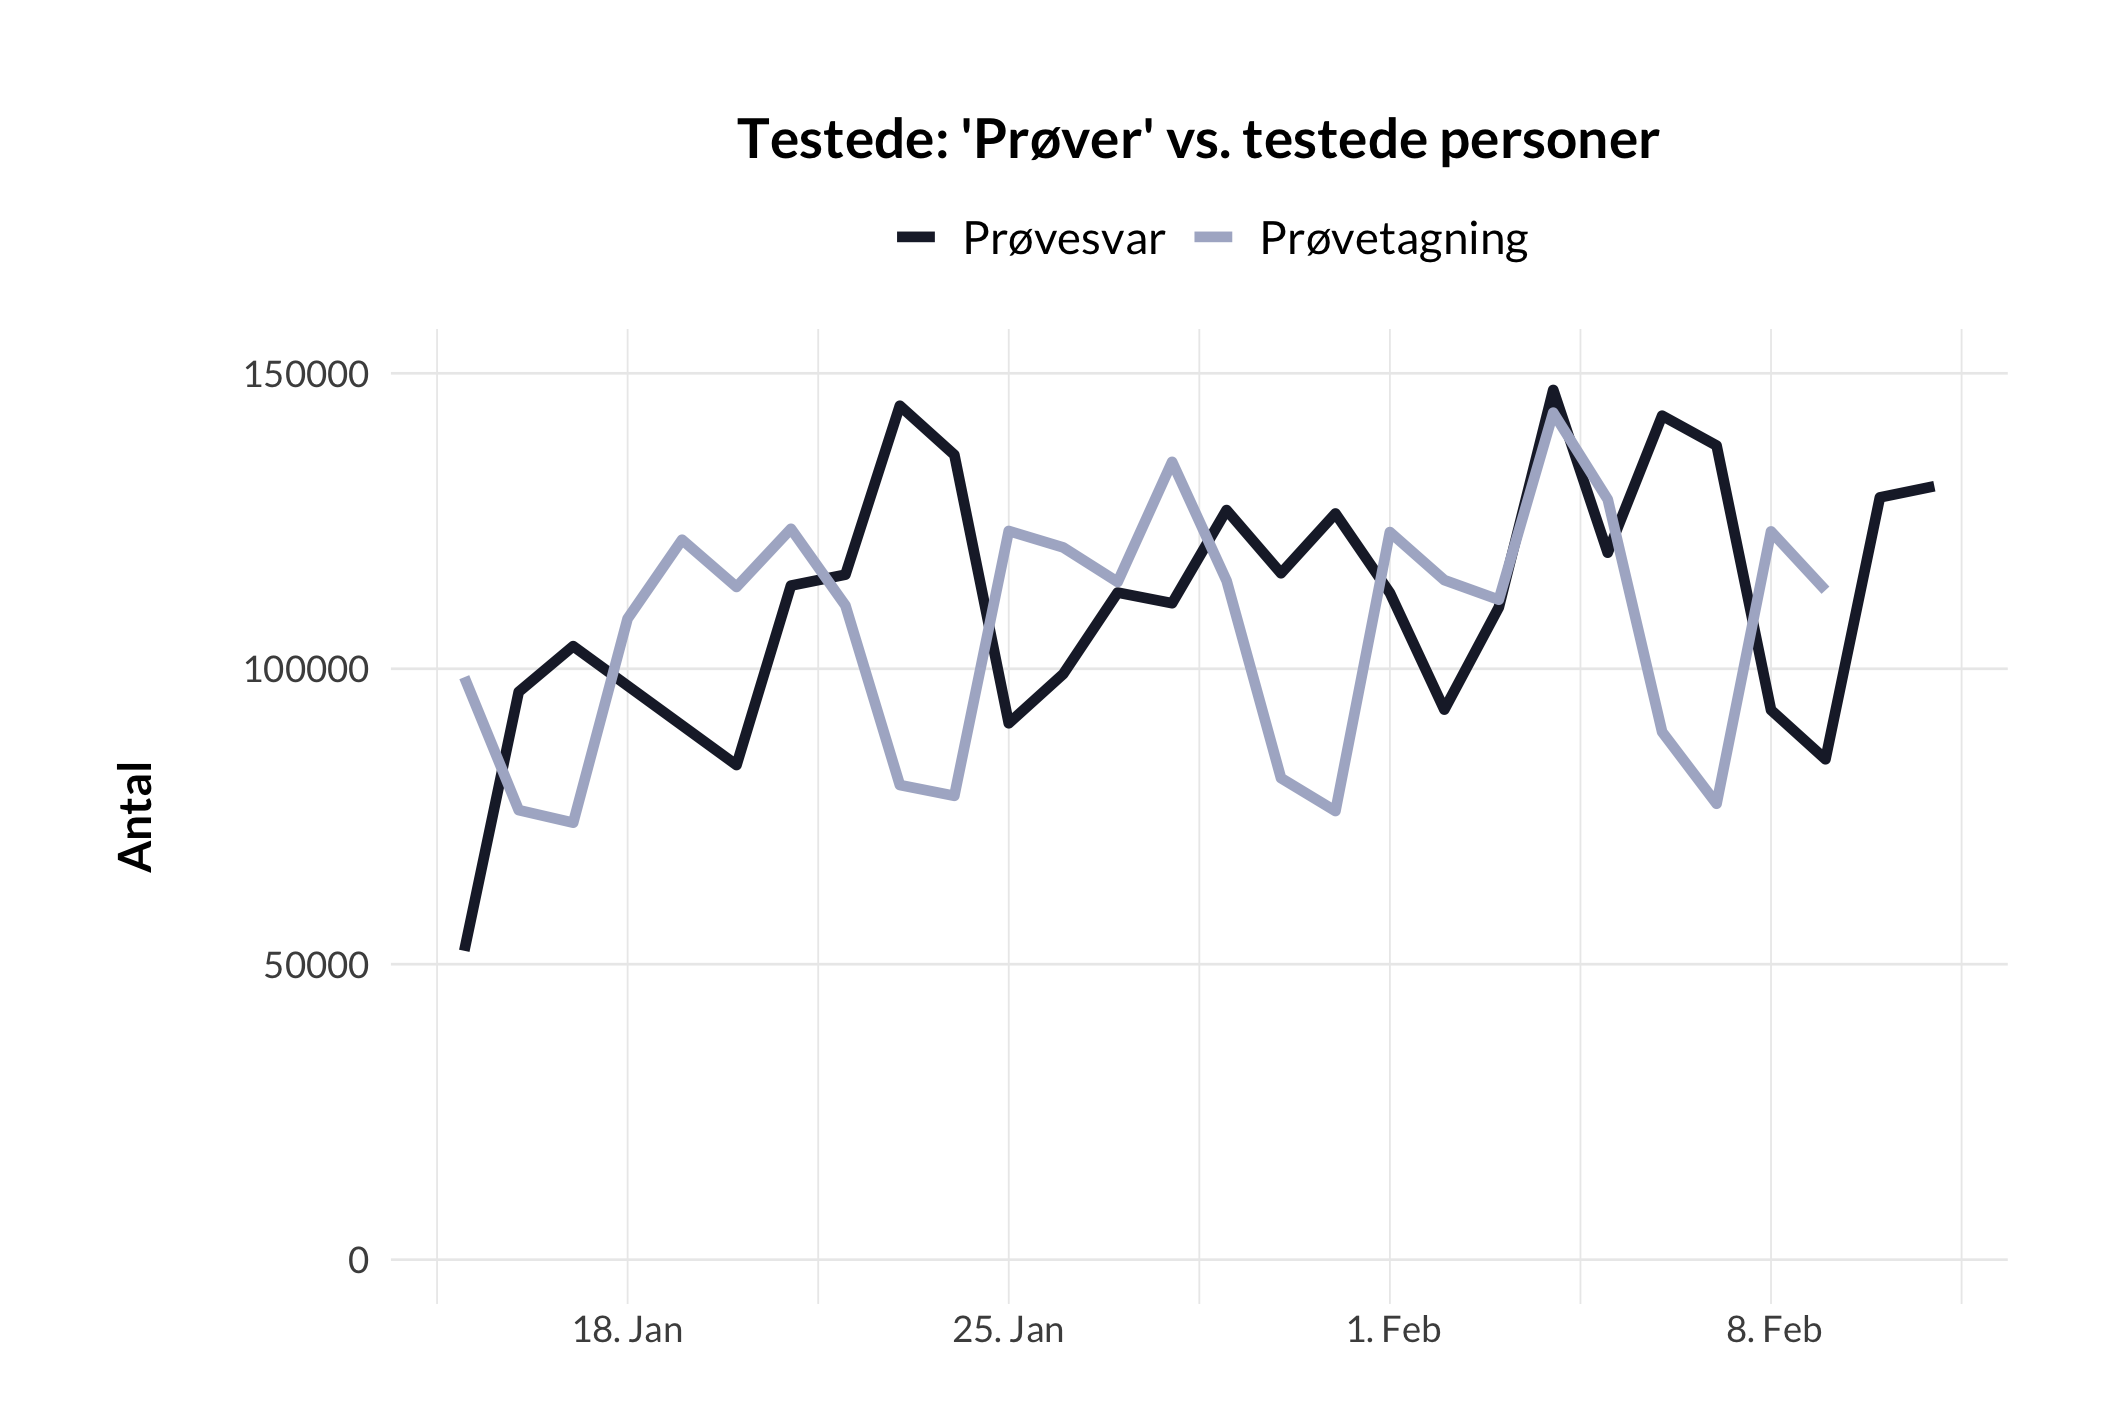 Testede: 'Prøver' vs. testede personer
Prøvesvar Prøvetagning
Antal
150000
100000
50000
0
18. Jan 25. Jan 1. Feb 8. Feb